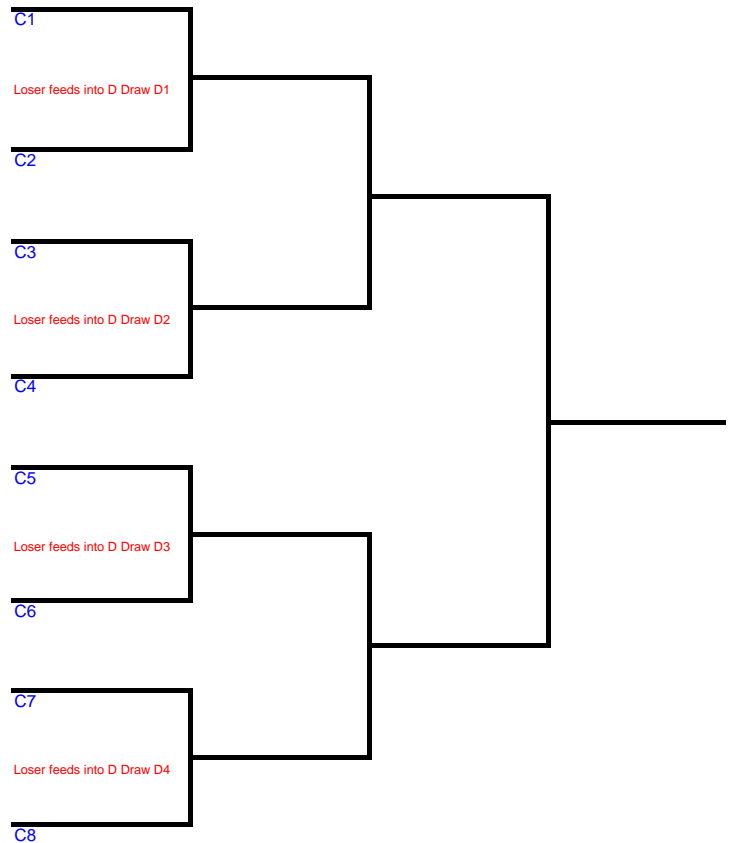 C1
Loser feeds into D Draw D1
C2
C3
Loser feeds into D Draw D2
C4
C5
Loser feeds into D Draw D3
C6
C7
Loser feeds into D Draw D4
C8